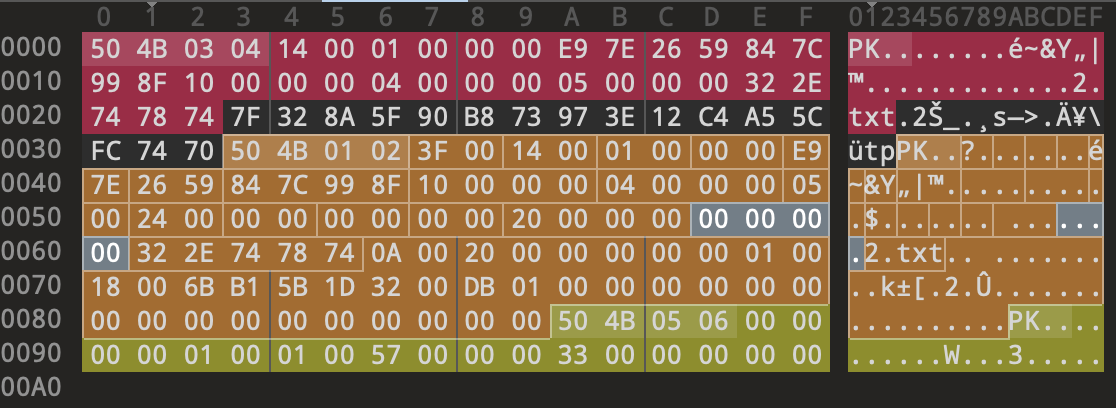 0 1 2 3 4 5 6 7 8 9 A B C D E F 0123456789ABCDEF
0000 50 4B 03 04 14 00 01 00 00 00 E9 7E 26 59 84 7C PK........é~&Y„|
0010 99 8F 10 00 00 00 04 00 00 00 05 00 00 00 32 2E ™.............2.
0020 74 78 74 7F 32 8A 5F 90 B8 73 97 3E 12 C4 A5 5C txt.2Š_.¸s—>.Ä¥\
0030 FC 74 70 50 4B 01 02 3F 00 14 00 01 00 00 00 E9 ütpPK..?.......é
0040 7E 26 59 84 7C 99 8F 10 00 00 00 04 00 00 00 05 ~&Y„|™..........
0050 00 24 00 00 00 00 00 00 00 20 00 00 00 00 00 00 .$....... ......
0060 00 32 2E 74 78 74 0A 00 20 00 00 00 00 00 01 00 .2.txt.. .......
0070 18 00 6B B1 5B 1D 32 00 DB 01 00 00 00 00 00 00 ..k±[.2.Û.......
0080 00 00 00 00 00 00 00 00 00 00 50 4B 05 06 00 00 ..........PK....
0090 00 00 01 00 01 00 57 00 00 00 33 00 00 00 00 00 ......W...3.....
00A0